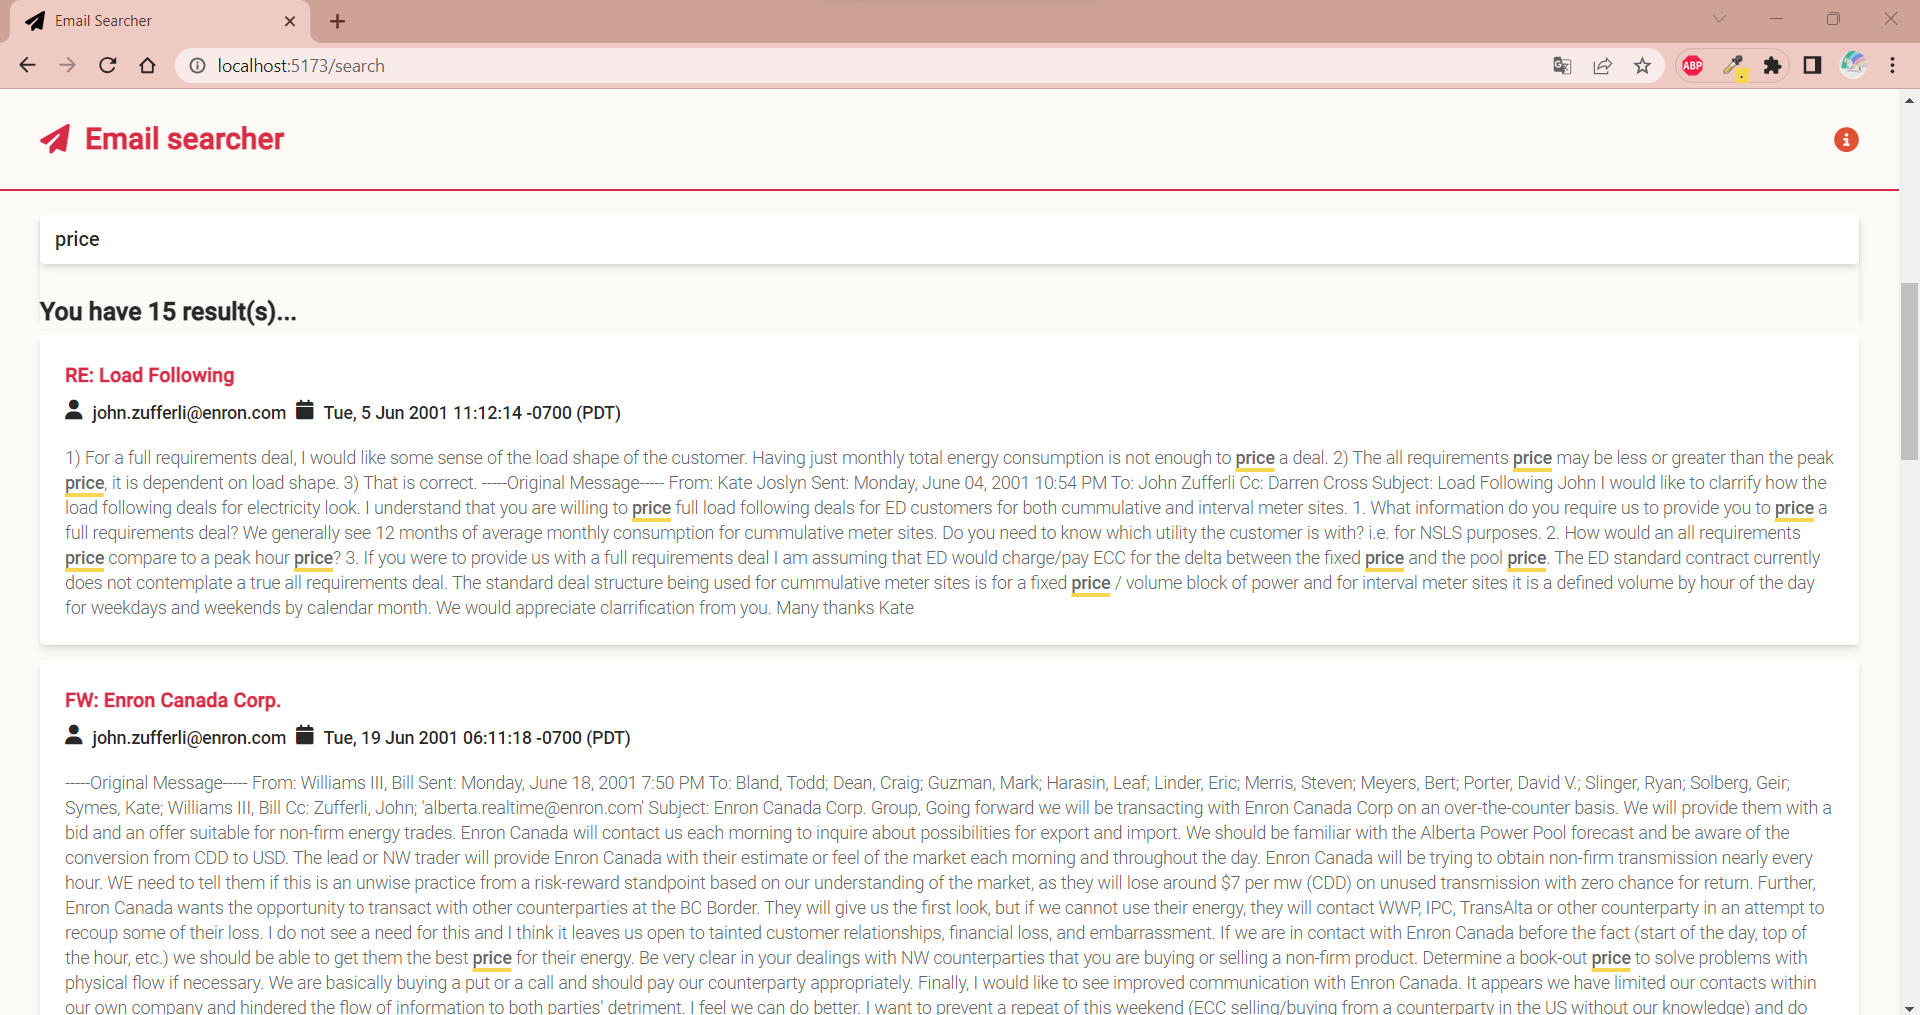 Email Searcher
localhost:5173/search
ABP
Email searcher
price
You have 15 result(s)...
RE: Load Following
john.zufferli@enron.com Tue, 5 Jun 2001 11:12:14 -0700 (PDT)
1) For a full requirements deal, I would like some sense of the load shape of the customer. Having just monthly total energy consumption is not enough to price a deal. 2) The all requirements price may be less or greater than the peak
price, it is dependent on load shape. 3) That is correct. -----Original Message----- From: Kate Joslyn Sent: Monday, June 04, 2001 10:54 PM To: John Zufferli Cc: Darren Cross Subject: Load Following John I would like to clarrify how the
load following deals for electricity look. I understand that you are willing to price full load following deals for ED customers for both cummulative and interval meter sites. 1. What information do you require us to provide you to price a
full requirements deal? We generally see 12 months of average monthly consumption for cummulative meter sites. Do you need to know which utility the customer is with? i.e. for NSLS purposes. 2. How would an all requirements
price compare to a peak hour price? 3. If you were to provide us with a full requirements deal I am assuming that ED would charge/pay ECC for the delta between the fixed price and the pool price. The ED standard contract currently
does not contemplate a true all requirements deal. The standard deal structure being used for cummulative meter sites is for a fixed price / volume block of power and for interval meter sites it is a defined volume by hour of the day
for weekdays and weekends by calendar month. We would appreciate clarrification from you. Many thanks Kate
FW: Enron Canada Corp.
john.zufferli@enron.com Tue, 19 Jun 2001 06:11:18 -0700 (PDT)
-----Original Message----- From: Williams III, Bill Sent: Monday, June 18, 2001 7:50 PM To: Bland, Todd; Dean, Craig; Guzman, Mark; Harasin, Leaf; Linder, Eric; Merris, Steven; Meyers, Bert; Porter, David V.; Slinger, Ryan; Solberg, Geir;
Symes, Kate; Williams III, Bill Cc: Zufferli, John; 'alberta.realtime@enron.com' Subject: Enron Canada Corp. Group, Going forward we will be transacting with Enron Canada Corp on an over-the-counter basis. We will provide them with a
bid and an offer suitable for non-firm energy trades. Enron Canada will contact us each morning to inquire about possibilities for export and import. We should be familiar with the Alberta Power Pool forecast and be aware of the
conversion from CDD to USD. The lead or NW trader will provide Enron Canada with their estimate or feel of the market each morning and throughout the day. Enron Canada will be trying to obtain non-firm transmission nearly every
hour. WE need to tell them if this is an unwise practice from a risk-reward standpoint based on our understanding of the market, as they will lose around $7 per mw (CDD) on unused transmission with zero chance for return. Further,
Enron Canada wants the opportunity to transact with other counterparties at the BC Border. They will give us the first look, but if we cannot use their energy, they will contact WWP, IPC, TransAlta or other counterparty in an attempt to
recoup some of their loss. I do not see a need for this and I think it leaves us open to tainted customer relationships, financial loss, and embarrassment. If we are in contact with Enron Canada before the fact (start of the day, top of
the hour, etc.) we should be able to get them the best price for their energy. Be very clear in your dealings with NW counterparties that you are buying or selling a non-firm product. Determine a book-out price to solve problems with
physical flow if necessary. We are basically buying a put or a call and should pay our counterparty appropriately. Finally, I would like to see improved communication with Enron Canada. It appears we have limited our contacts within
our own company and hindered the flow of information to both parties' detriment. I feel we can do better. I want to prevent a repeat of this weekend (ECC selling/buying from a counterparty in the US without our knowledge) and do